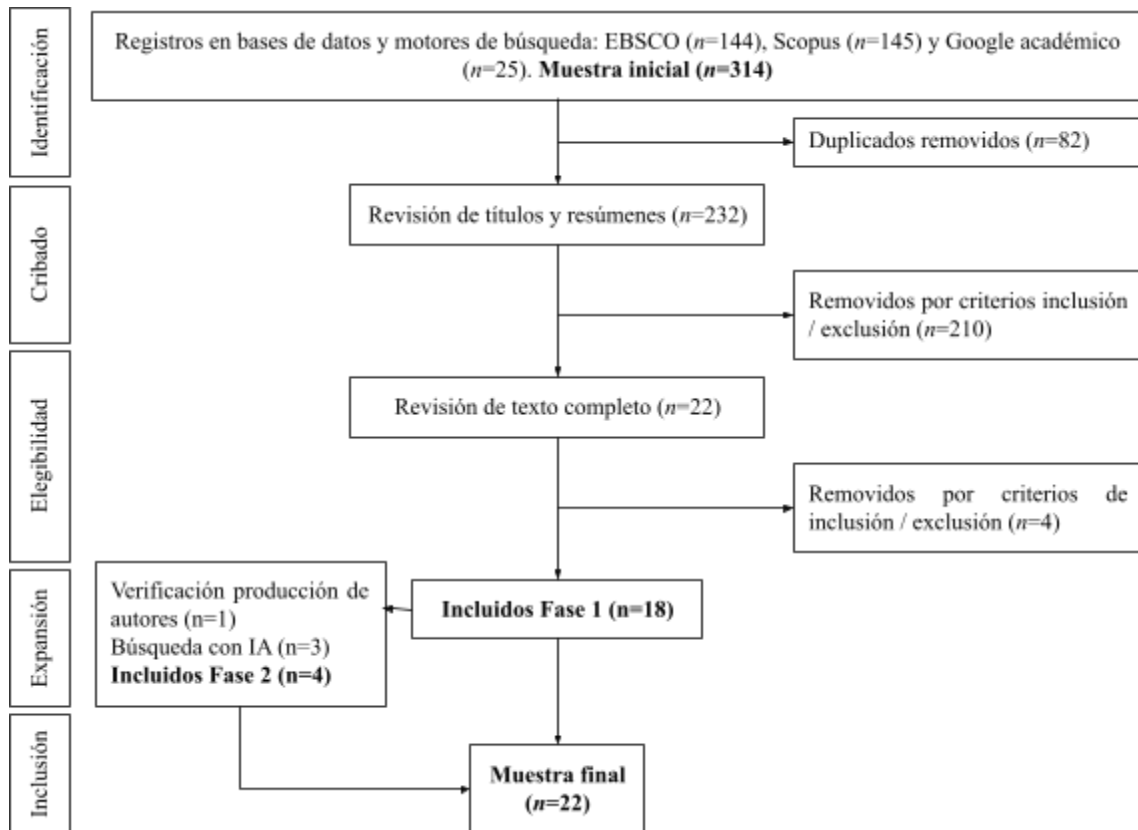 Identificación
Registros en bases de datos y motores de búsqueda: EBSCO (n=144), Scopus (n=145) y Google académico
(n=25). Muestra inicial (n=314)
Duplicados removidos (n=82)
Cribado
Revisión de títulos y resúmenes (n=232)
Removidos por criterios inclusión
/ exclusión (n=210)
Elegibilidad
Revisión de texto completo (n=22)
Removidos por criterios de
inclusión / exclusión (n=4)
Expansión
Verificación producción de
autores (n=1)
Búsqueda con IA (n=3)
Incluidos Fase 2 (n=4)
Incluidos Fase 1 (n=18)
Inclusión
Muestra final
(n=22)